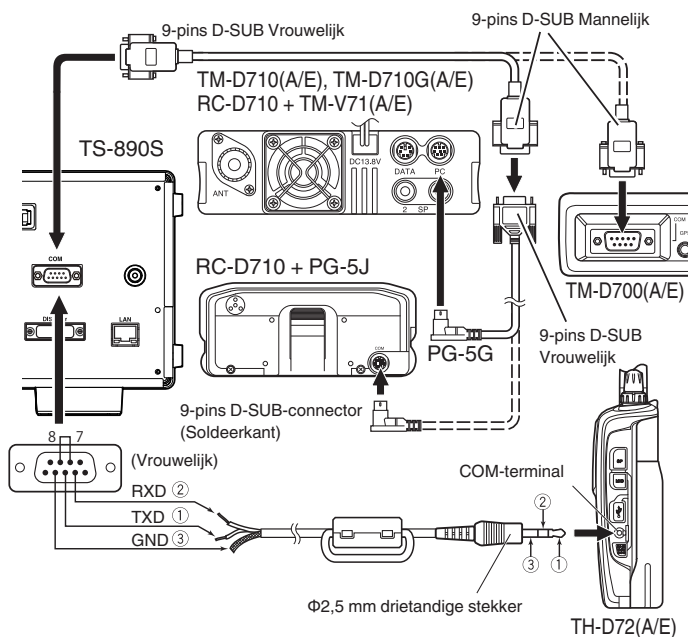 9-pins D-SUB Vrouwelijk
9-pins D-SUB Mannelijk
TM-D710(A/E), TM-D710G(A/E)
RC-D710 + TM-V71(A/E)
TS-890S
DC13.8V
ANT
DATA
PC
2
SP
COM
LAN
COM
GPS
TM-D700(A/E)
RC-D710 + PG-5J
COM
PG-5G
9-pins D-SUB
Vrouwelijk
9-pins D-SUB-connector
(Soldeerkant)
8
7
(Vrouwelijk)
RXD ②
TXD ①
GND ③
COM-terminal
②
③
①
Φ2,5 mm drietandige stekker
TH-D72(A/E)